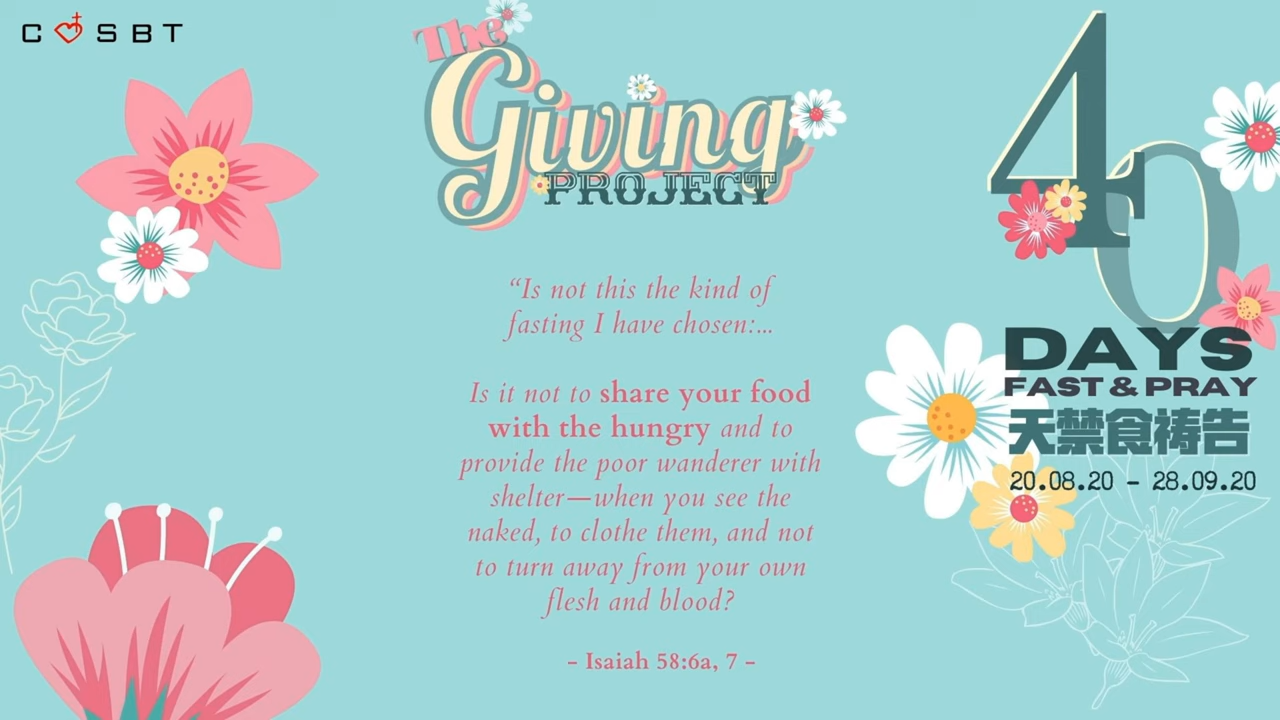 C SBT
The
Giving
PROJECT
“Is not this the kind of
fasting I have chosen:...
Is it not to share your food
with the hungry and to
provide the poor wanderer with
shelter—when you see the
naked, to clothe them, and not
to turn away from your own
flesh and blood?
- Isaiah 58:6a, 7 -
40
DAYS
FAST & PRAY
天禁食祷告
20.08.20 - 28.09.20